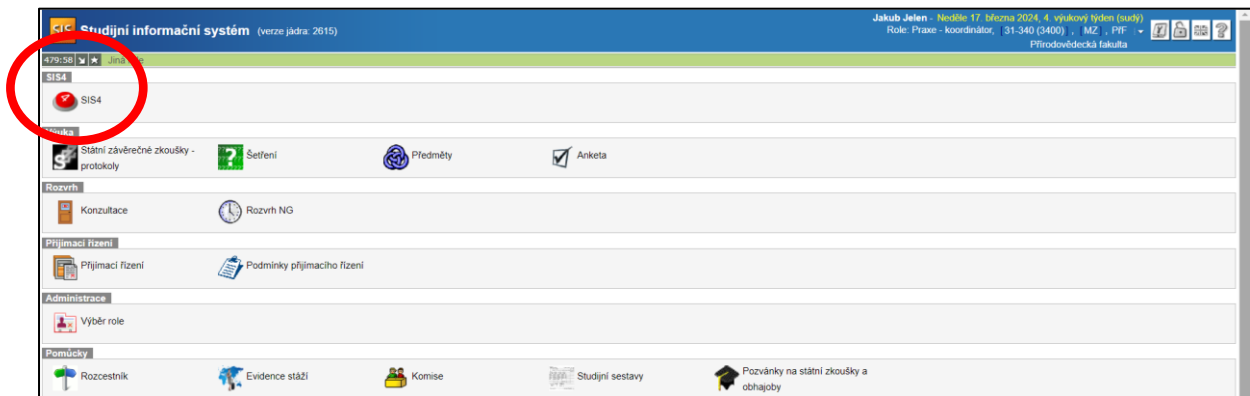 SIS Studijní informační systém (verze jádra: 2615)
Jakub Jelen - Neděle 17. března 2024, 4. výukový týden (sudý)
Role: Praxe - koordinátor, [31-340 (3400)], [MZ], PřF
Přírodovědecká fakulta
479:58
SIS4
SIS4
Výuka
Státní závěrečné zkoušky - protokoly
Šetření
Předměty
Anketa
Rozvrh
Konzultace
Rozvrh NG
Přijímací řízení
Přijímací řízení
Podmínky přijímacího řízení
Administrace
Výběr role
Pomůcky
Rozcestník
Evidence stáží
Komise
Studijní sestavy
Pozvánky na státní zkoušky a
obhajoby